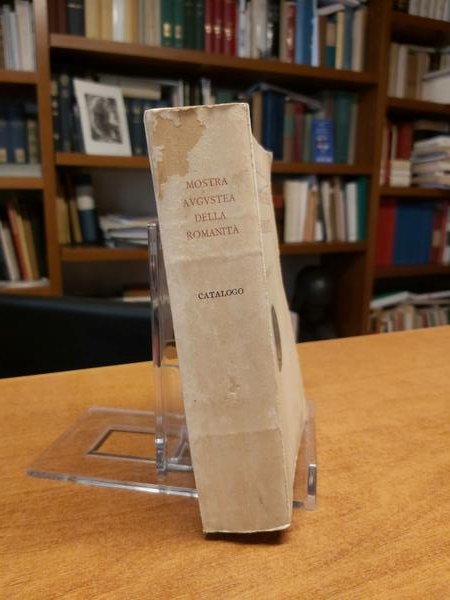 MOSTRA
AVGVSTEA
DELLA
ROMANITÀ
CATALOGO